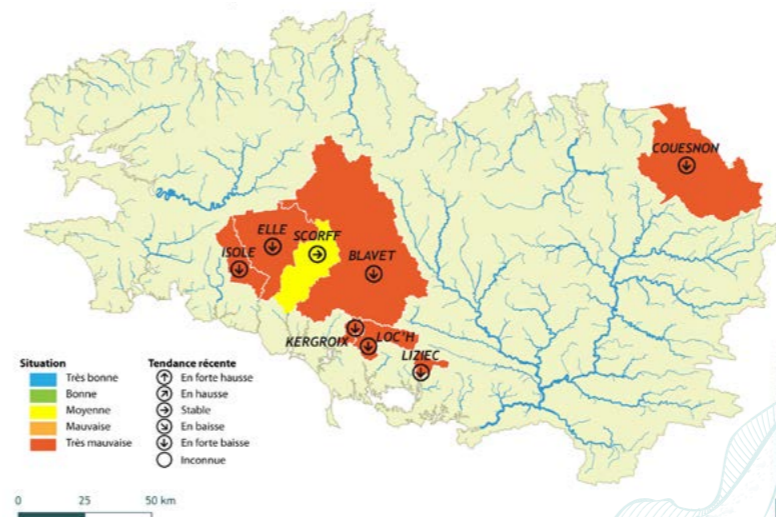 COUESNON
ELLE
SCORFF
ISOLE
BLAVET
KERGROIX
LOC'H
LIZIEC
Situation
Très bonne
Bonne
Moyenne
Mauvaise
Très mauvaise
Tendance récente
En forte hausse
En hausse
Stable
En baisse
En forte baisse
Inconnue
0 25 50 km